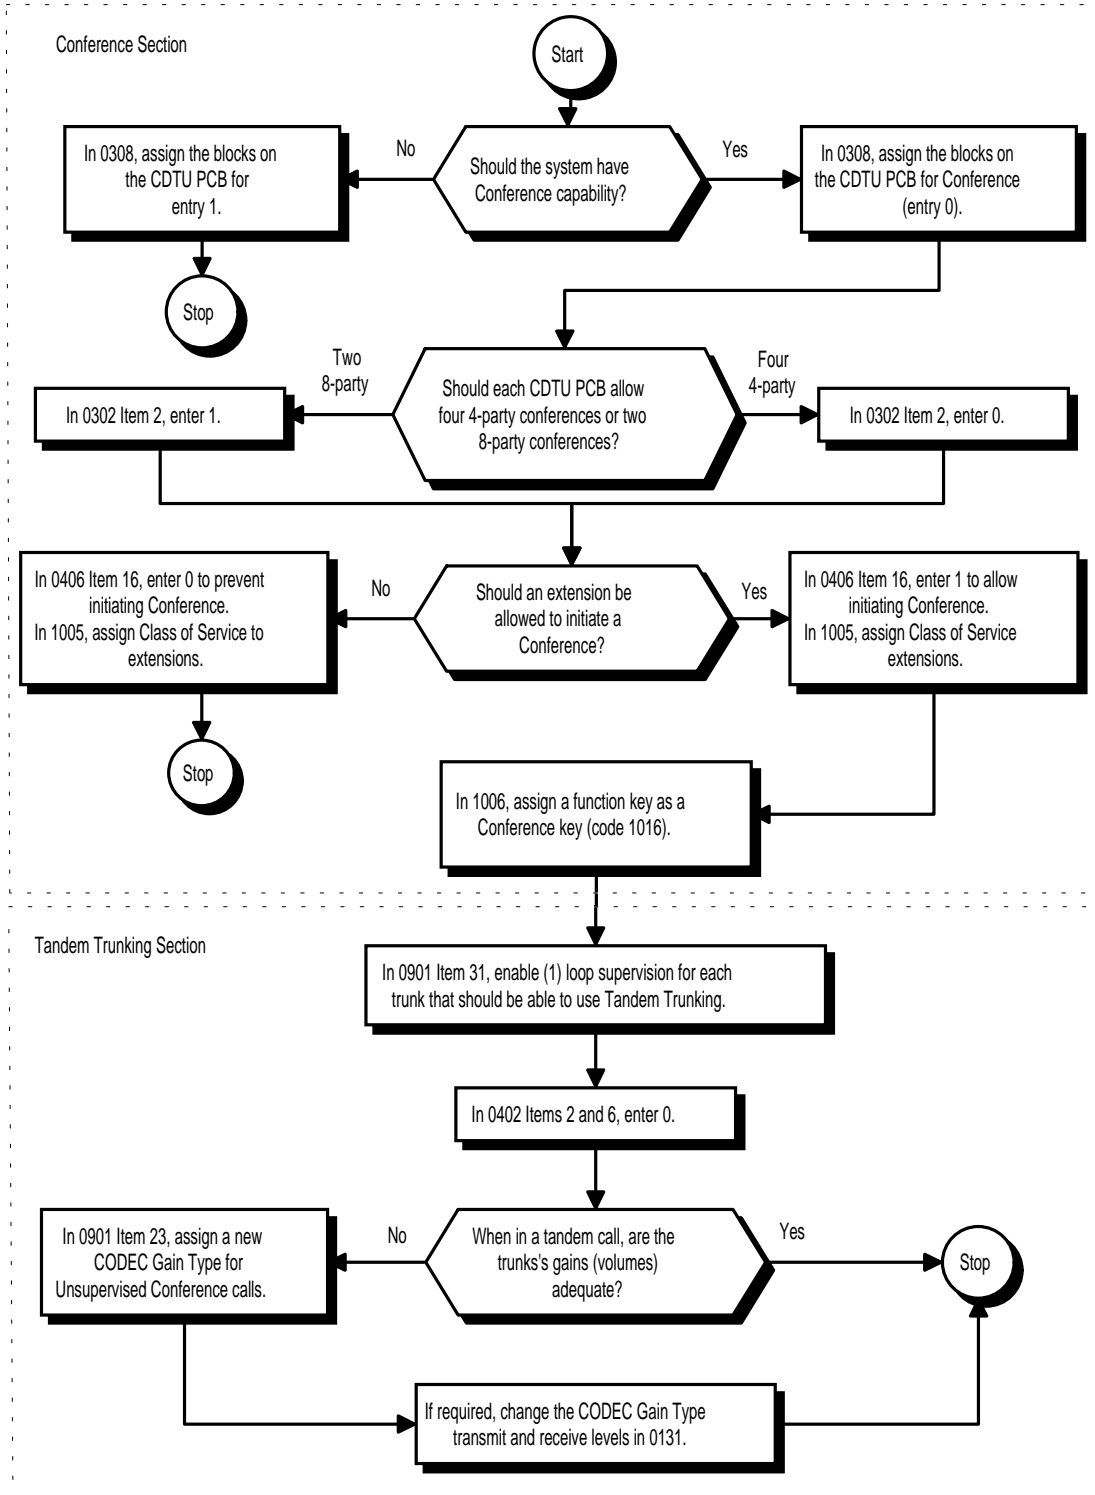 Conference Section
Start
In 0308, assign the blocks on
the CDTU PCB for
entry 1.
No
Should the system have
Conference capability?
Yes
In 0308, assign the blocks on
the CDTU PCB for Conference
(entry 0).
Stop
Two
8-party
In 0302 Item 2, enter 1.
Should each CDTU PCB allow
four 4-party conferences or two
8-party conferences?
Four
4-party
In 0302 Item 2, enter 0.
In 0406 Item 16, enter 0 to prevent
initiating Conference.
In 1005, assign Class of Service to
extensions.
No
Should an extension be
allowed to initiate a
Conference?
Yes
In 0406 Item 16, enter 1 to allow
initiating Conference.
In 1005, assign Class of Service
extensions.
Stop
In 1006, assign a function key as a
Conference key (code 1016).
Tandem Trunking Section
In 0901 Item 31, enable (1) loop supervision for each
trunk that should be able to use Tandem Trunking.
In 0402 Items 2 and 6, enter 0.
In 0901 Item 23, assign a new
CODEC Gain Type for
Unsupervised Conference calls.
No
When in a tandem call, are the
trunks's gains (volumes)
adequate?
Yes
Stop
If required, change the CODEC Gain Type
transmit and receive levels in 0131.